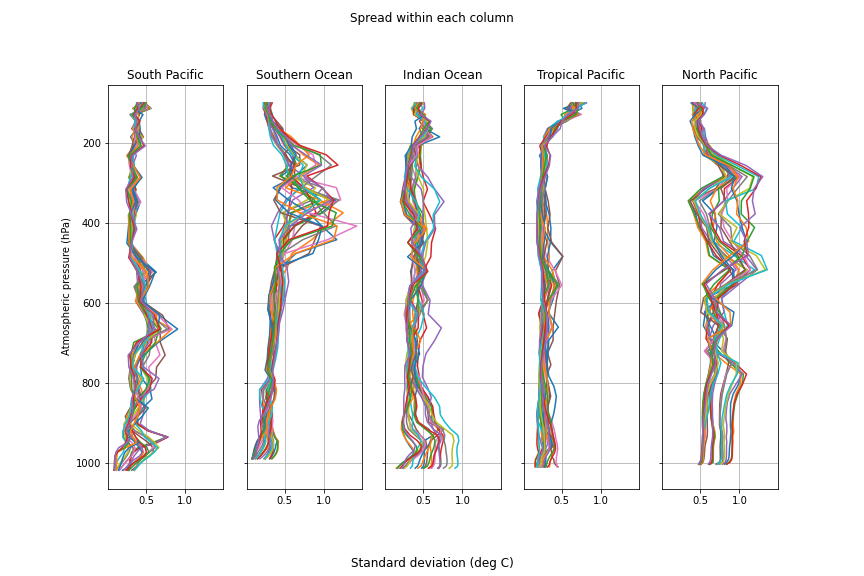 Spread within each column
South Pacific
Southern Ocean
Indian Ocean
Tropical Pacific
North Pacific
Atmospheric pressure (hPa)
200
400
600
800
1000
0.5 1.0
0.5 1.0
0.5 1.0
0.5 1.0
0.5 1.0
Standard deviation (deg C)